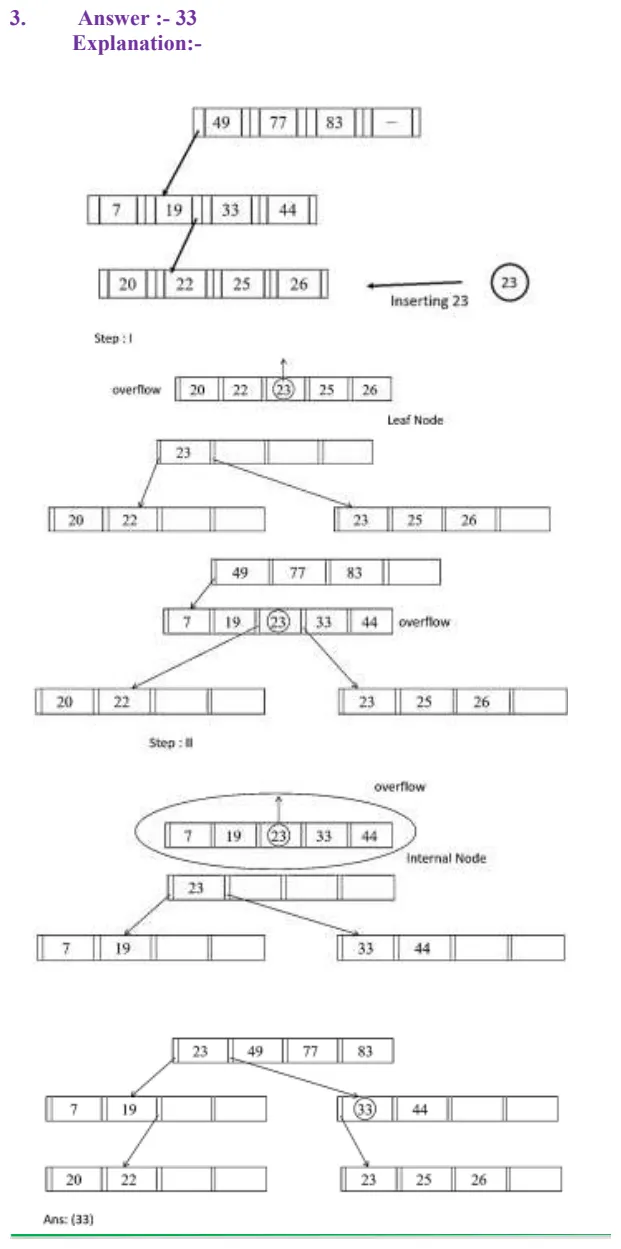 3. Answer :- 33
Explanation:-
49 77 83 –
7 19 33 44
20 22 25 26
23
Inserting 23
Step : I
overflow 20 22 23 25 26
Leaf Node
23
20 22 23 25 26
49 77 83
7 19 23 33 44 overflow
20 22 23 25 26
Step : II
overflow
7 19 23 33 44
Internal Node
23
7 19 33 44
23 49 77 83
7 19 33 44
20 22 23 25 26
Ans: (33)